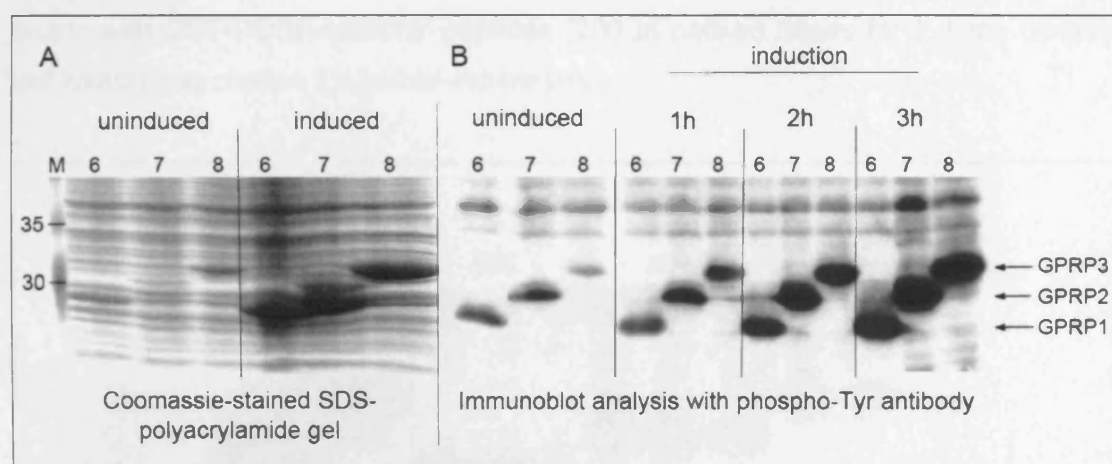 A
B
induction
uninduced induced
uninduced 1h 2h 3h
M 6 7 8 6 7 8
6 7 8 6 7 8 6 7 8 6 7 8
35
30
GPRP3
GPRP2
GPRP1
Coomassie-stained SDS-
polyacrylamide gel
Immunoblot analysis with phospho-Tyr antibody